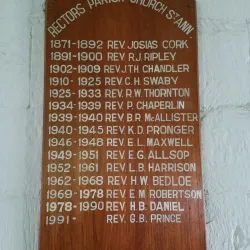 RECTORS PARISH CHURCH ST ANN
1871-1892 REV. JOSIAS CORK
1891-1900 REV. R.J. RIPLEY
1902-1909 REV. J.TH. CHANDLER
1910-1925 REV. C.H. SWABY
1925-1933. REV. R.W. THORNTON
1934-1939 REV. P. CHAPERLIN
1939-1940 REV. B.R. McALLISTER
1940-1945 REV. K.D. PRONGER
1946-1948 REV. E.L. MAXWELL
1949-1951 REV. E.G. ALLSOP
1952-1961 REV. L.B. HARRISON
1962-1968 REV. H.W. BEDLOE
1969-1978 REV. E.M. ROBERTSON
1978-1990 REV. H.B. DANIEL
1991- REV. G.B. PRINCE